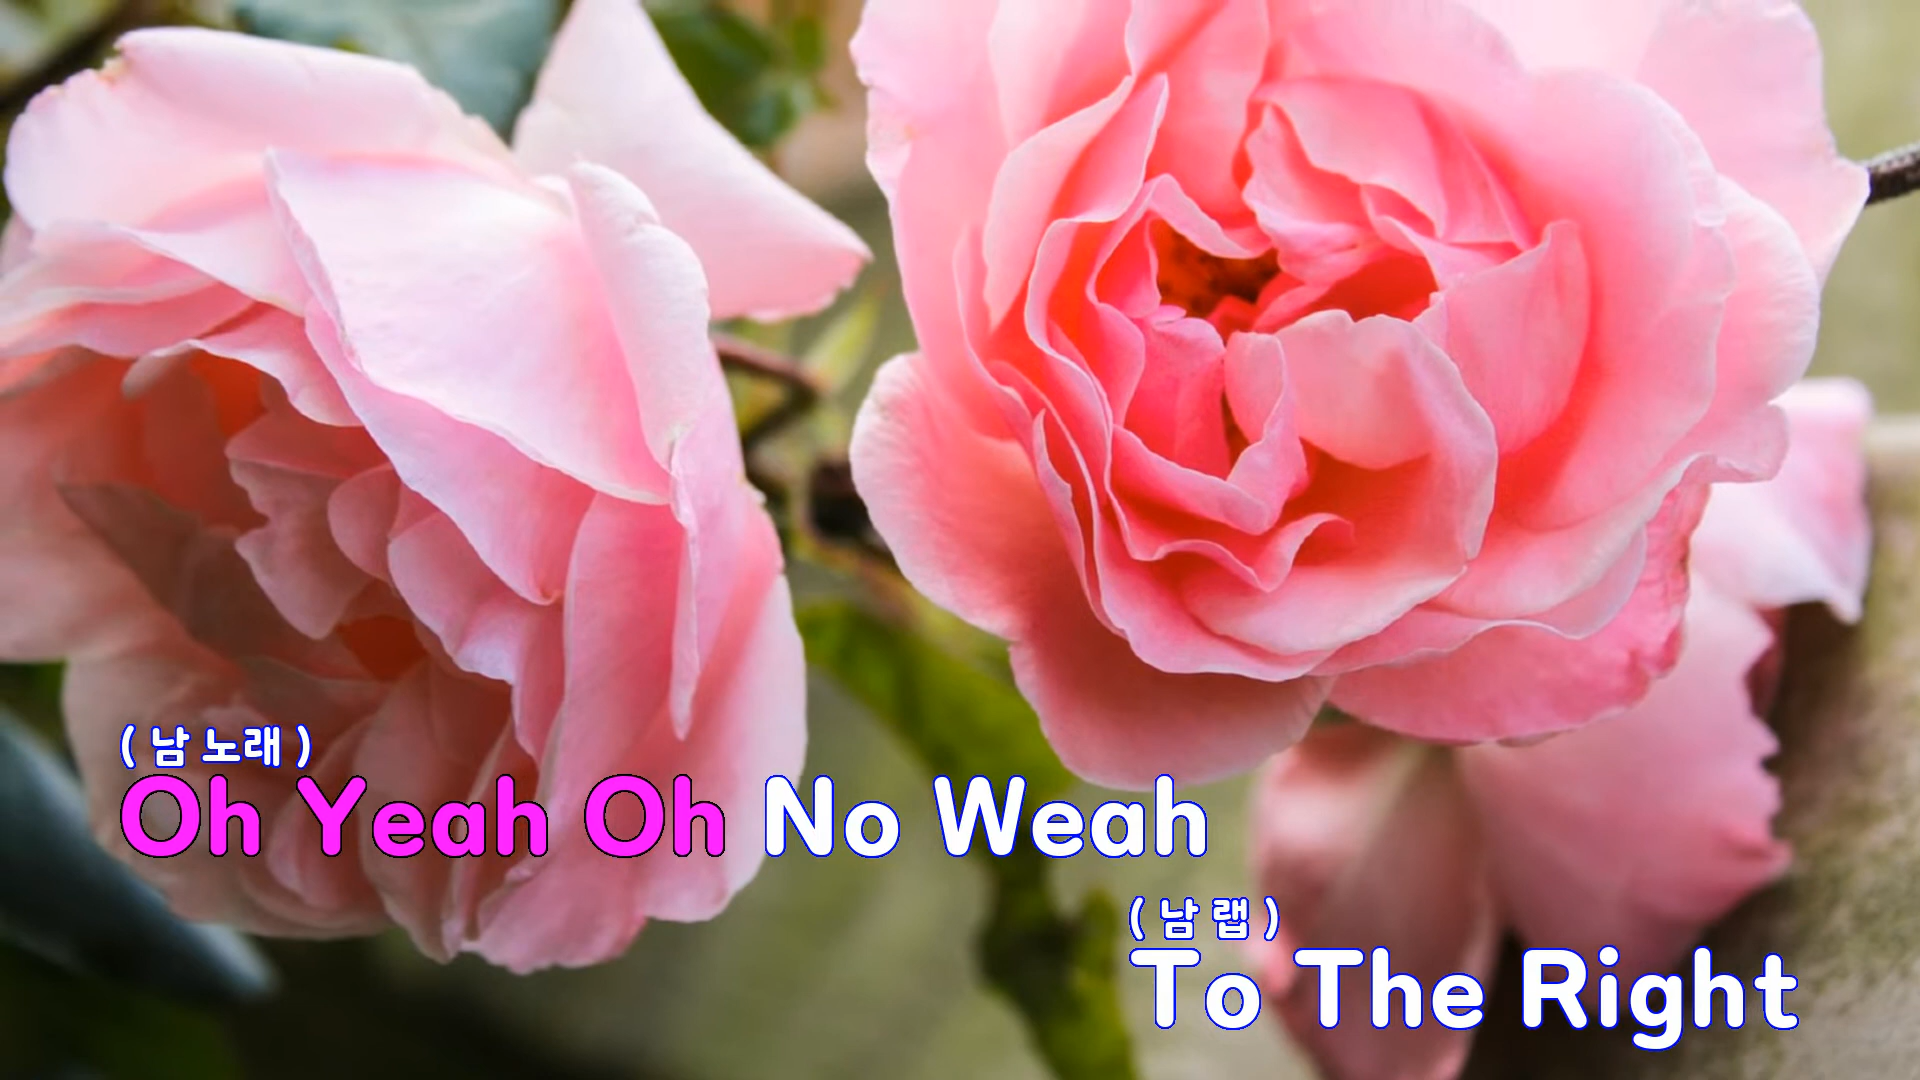 ( 남 노래 )
Oh Yeah Oh No Weah
( 남 랩 )
To The Right